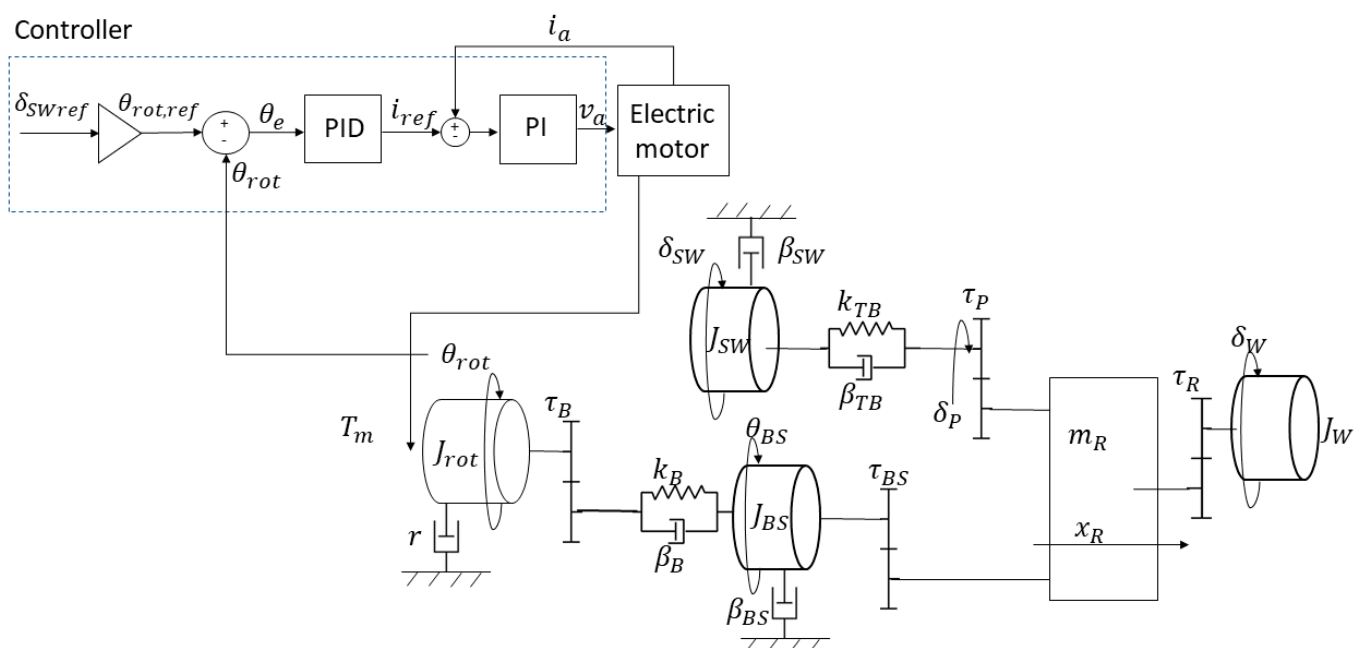 Controller
i_a
δ_SWref
θ_rot,ref
+
-
θ_e
PID
i_ref
+
-
PI
v_a
Electric
motor
θ_rot
δ_SW
β_SW
k_TB
τ_P
J_SW
β_TB
δ_P
δ_W
τ_R
J_W
m_R
θ_rot
T_m
J_rot
τ_B
r
k_B
β_B
θ_BS
J_BS
β_BS
τ_BS
x_R